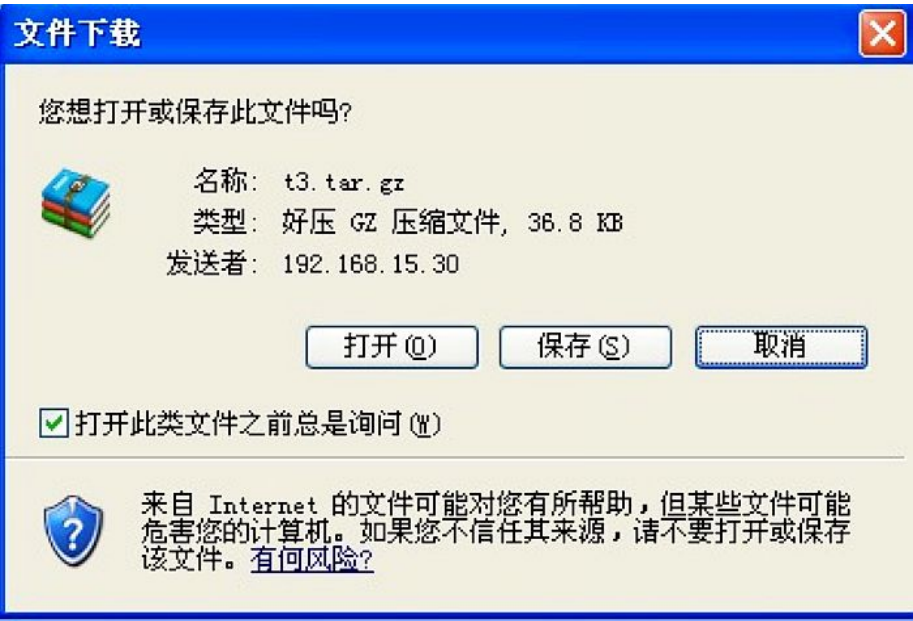 文件下载
您想打开或保存此文件吗?
名称: t3.tar.gz
类型: 好压 GZ 压缩文件, 36.8 KB
发送者: 192.168.15.30
打开(O) 保存(S) 取消
打开此类文件之前总是询问(W)
来自 Internet 的文件可能对您有所帮助，但某些文件可能
危害您的计算机。如果您不信任其来源，请不要打开或保存
该文件。有何风险?